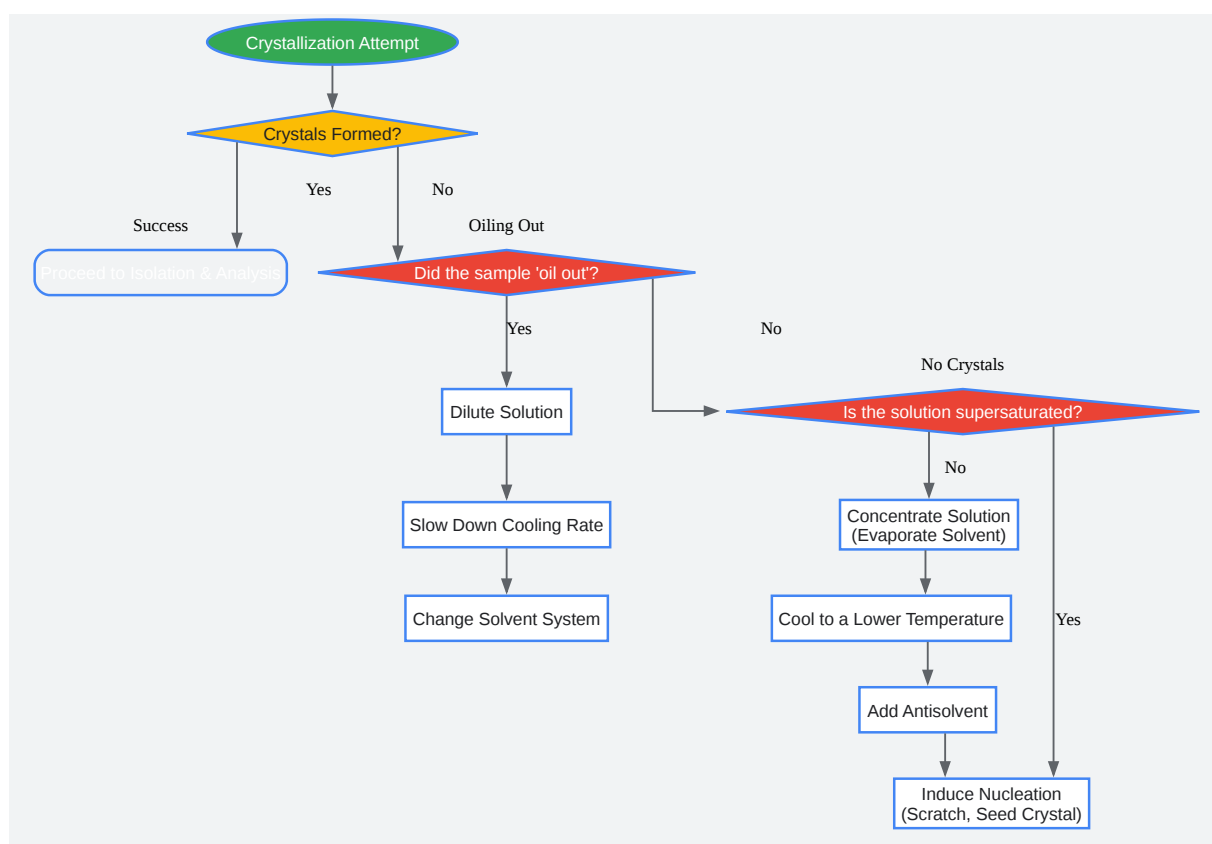 Crystallization Attempt
Crystals Formed?
Yes
No
Success
Oiling Out
Proceed to Isolation & Analysis
Did the sample 'oil out'?
Yes
No
No Crystals
Dilute Solution
Is the solution supersaturated?
No
Slow Down Cooling Rate
Concentrate Solution
(Evaporate Solvent)
Change Solvent System
Cool to a Lower Temperature
Yes
Add Antisolvent
Induce Nucleation
(Scratch, Seed Crystal)